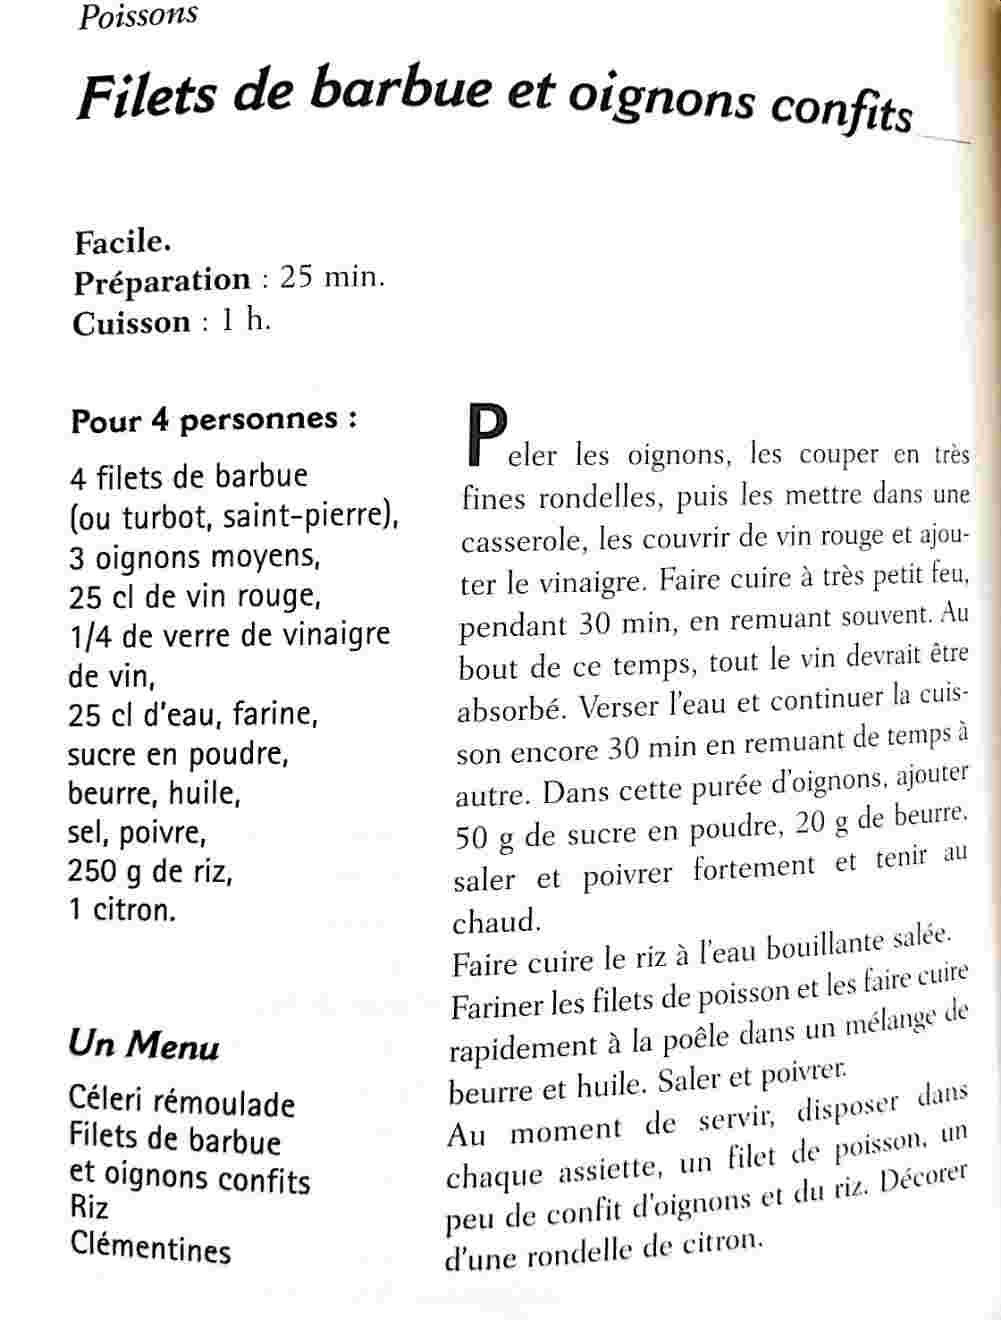 Poissons
Filets de barbue et oignons confits
Facile.
Préparation : 25 min.
Cuisson : 1 h.
Pour 4 personnes :
4 filets de barbue
(ou turbot, saint-pierre),
3 oignons moyens,
25 cl de vin rouge,
1/4 de verre de vinaigre
de vin,
25 cl d'eau, farine,
sucre en poudre,
beurre, huile,
sel, poivre,
250 g de riz,
1 citron.
Un Menu
Céleri rémoulade
Filets de barbue
et oignons confits
Riz
Clémentines
Peler les oignons, les couper en très
fines rondelles, puis les mettre dans une
casserole, les couvrir de vin rouge et ajou-
ter le vinaigre. Faire cuire à très petit feu,
pendant 30 min, en remuant souvent. Au
bout de ce temps, tout le vin devrait être
absorbé. Verser l'eau et continuer la cuis-
son encore 30 min en remuant de temps à
autre. Dans cette purée d'oignons, ajouter
50 g de sucre en poudre, 20 g de beurre.
saler et poivrer fortement et tenir au
chaud.
Faire cuire le riz à l'eau bouillante salée.
Fariner les filets de poisson et les faire cuire
rapidement à la poêle dans un mélange de
beurre et huile. Saler et poivrer.
Au moment de servir, disposer dans
chaque assiette, un filet de poisson, un
peu de confit d'oignons et du riz. Décorer
d'une rondelle de citron.